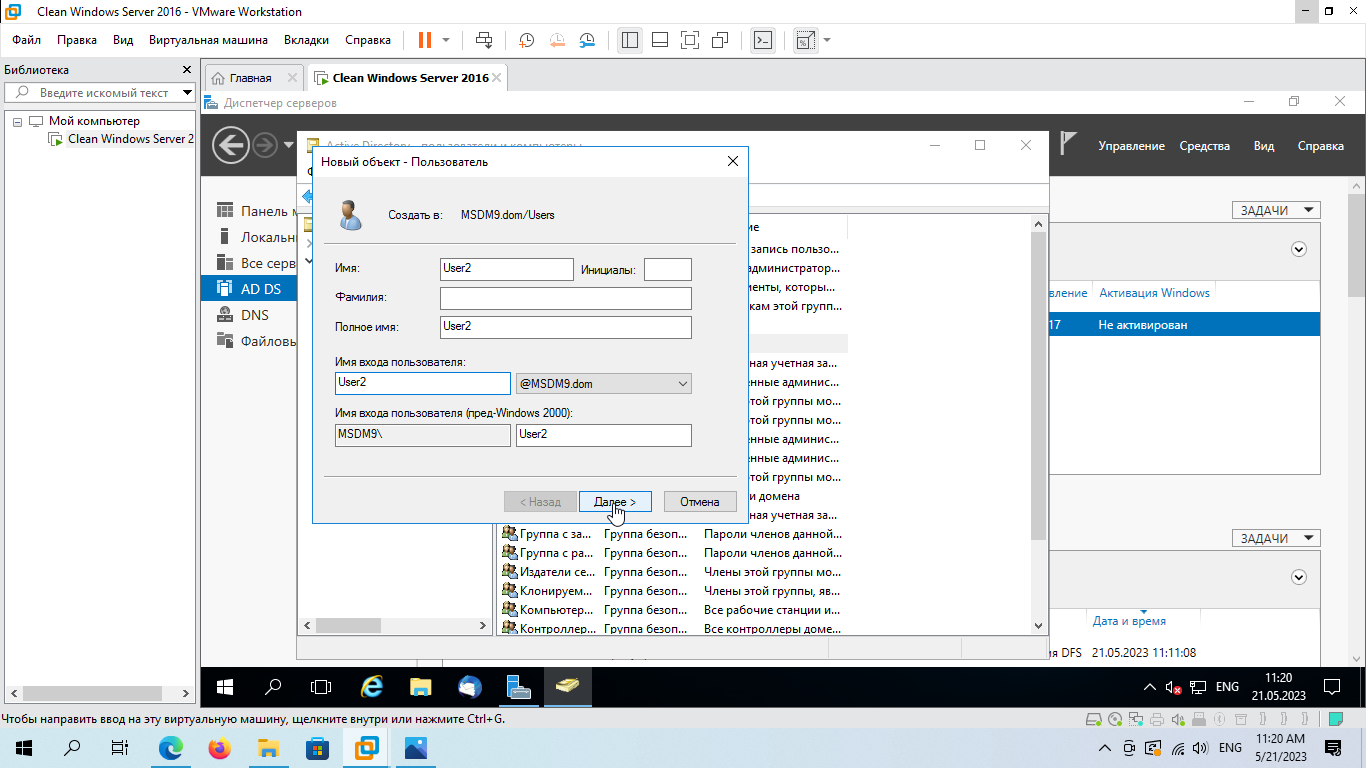 Clean Windows Server 2016 - VMware Workstation
Файл Правка Вид Виртуальная машина Вкладки Справка
Библиотека
Введите искомый текст
Мой компьютер
Clean Windows Server 2
Главная
Clean Windows Server 2016
Диспетчер серверов
Управление Средства Вид Справка
Active Directory - пользователи и компьютеры
Новый объект - Пользователь
Создать в: MSDM9.dom/Users
Имя: User2 Инициалы:
Фамилия:
Полное имя: User2
Имя входа пользователя:
User2 @MSDM9.dom
Имя входа пользователя (пред-Windows 2000):
MSDM9\ User2
< Назад Далее > Отмена
Панель
Локальн
Все серв
AD DS
DNS
Файловы
ие
запись пользо...
администратор...
менты, которы...
кам этой групп...
ная учетная за...
нные админис...
той группы мо...
той группы мо...
енные админис...
енные админис...
той группы мо...
и домена
ная учетная за...
Группа с за... Группа безоп... Пароли членов данной...
Группа с ра... Группа безоп... Пароли членов данной...
Издатели се... Группа безоп... Члены этой группы мо...
Клонируем... Группа безоп... Члены этой группы, яв...
Компьютер... Группа безоп... Все рабочие станции и...
Контроллер... Группа безоп... Все контроллеры доме...
ЗАДАЧИ
вление Активация Windows
17 Не активирован
ЗАДАЧИ
Дата и время
ия DFS 21.05.2023 11:11:08
ENG
11:20
21.05.2023
Чтобы направить ввод на эту виртуальную машину, щелкните внутри или нажмите Ctrl+G.
ENG
11:20 AM
5/21/2023